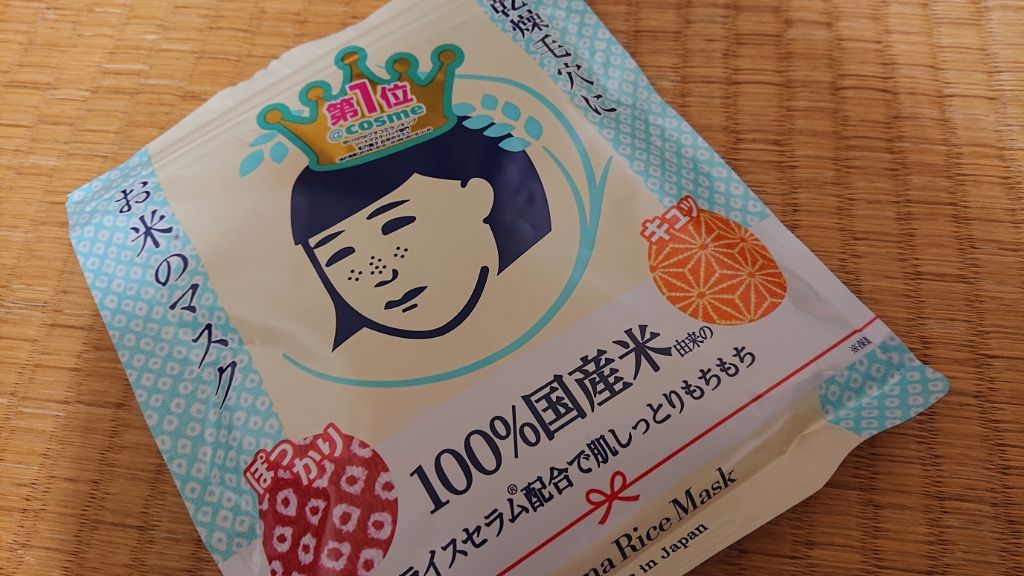 乾燥毛穴に
第1位
@cosme
お米のマスク
キュッ
ぽっかり
100%国産米由来の
ライスセラム®配合で肌しっとりもちもち
Rice Mask
in Japan